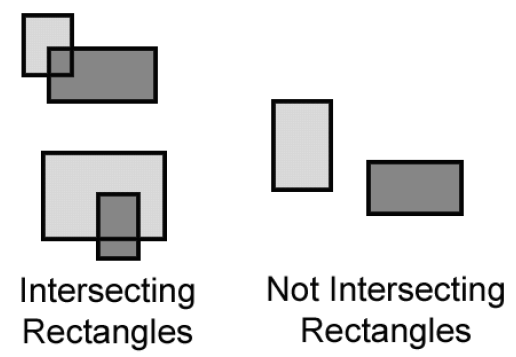 Intersecting
Rectangles
Not Intersecting
Rectangles